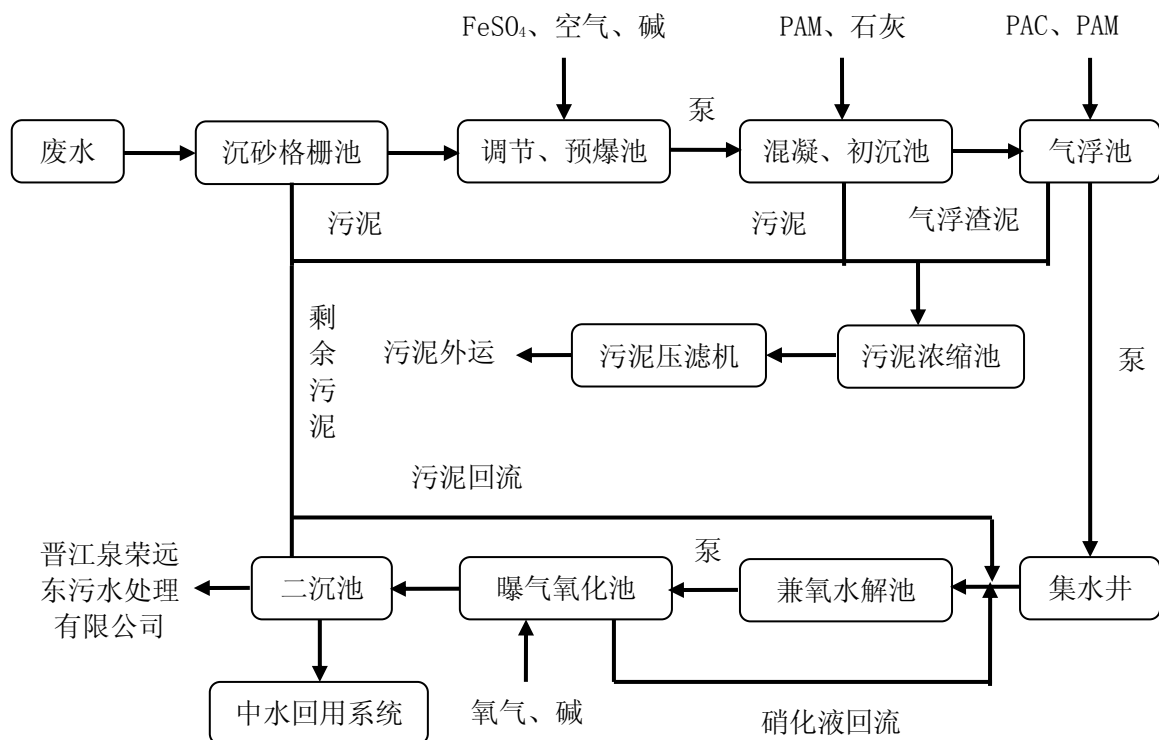 FeSO₄、空气、碱
PAM、石灰
PAC、PAM
泵
废水
沉砂格栅池
调节、预爆池
混凝、初沉池
气浮池
污泥
污泥
气浮渣泥
剩余污泥
污泥外运
污泥压滤机
污泥浓缩池
泵
污泥回流
泵
晋江泉荣远
东污水处理
有限公司
二沉池
曝气氧化池
兼氧水解池
集水井
中水回用系统
氧气、碱
硝化液回流